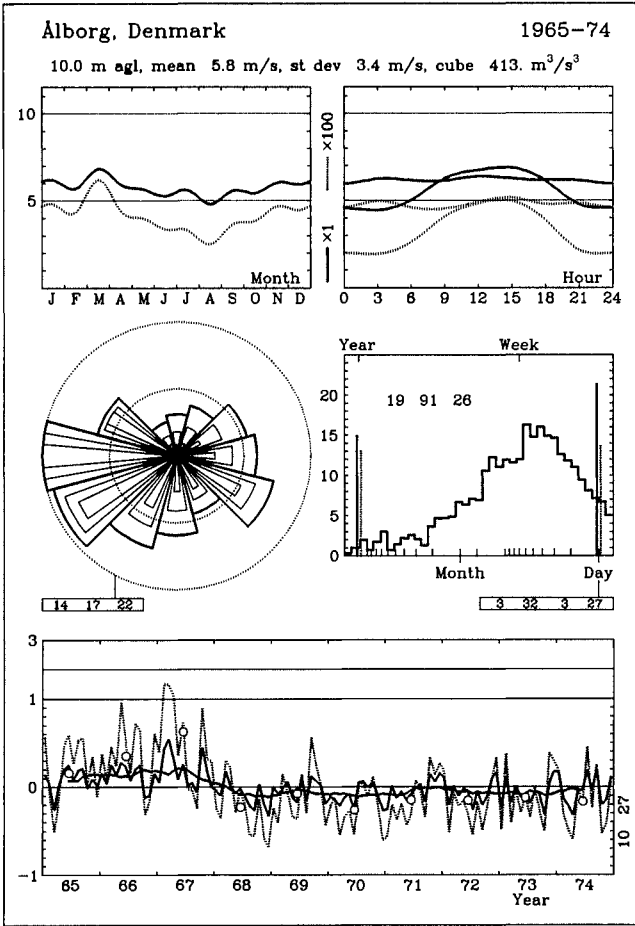 Ålborg, Denmark 1965-74
10.0 m agl, mean 5.8 m/s, st dev 3.4 m/s, cube 413. m³/s³
10
5
Month
J F M A M J J A S O N D
×1 ×100
Hour
0 3 6 9 12 15 18 21 24
14 17 22
Year Week
25
20
15
10
5
0
19 91 26
Month Day
3 32 3 27
3
1
0
-1
65 66 67 68 69 70 71 72 73 74
Year
10 27